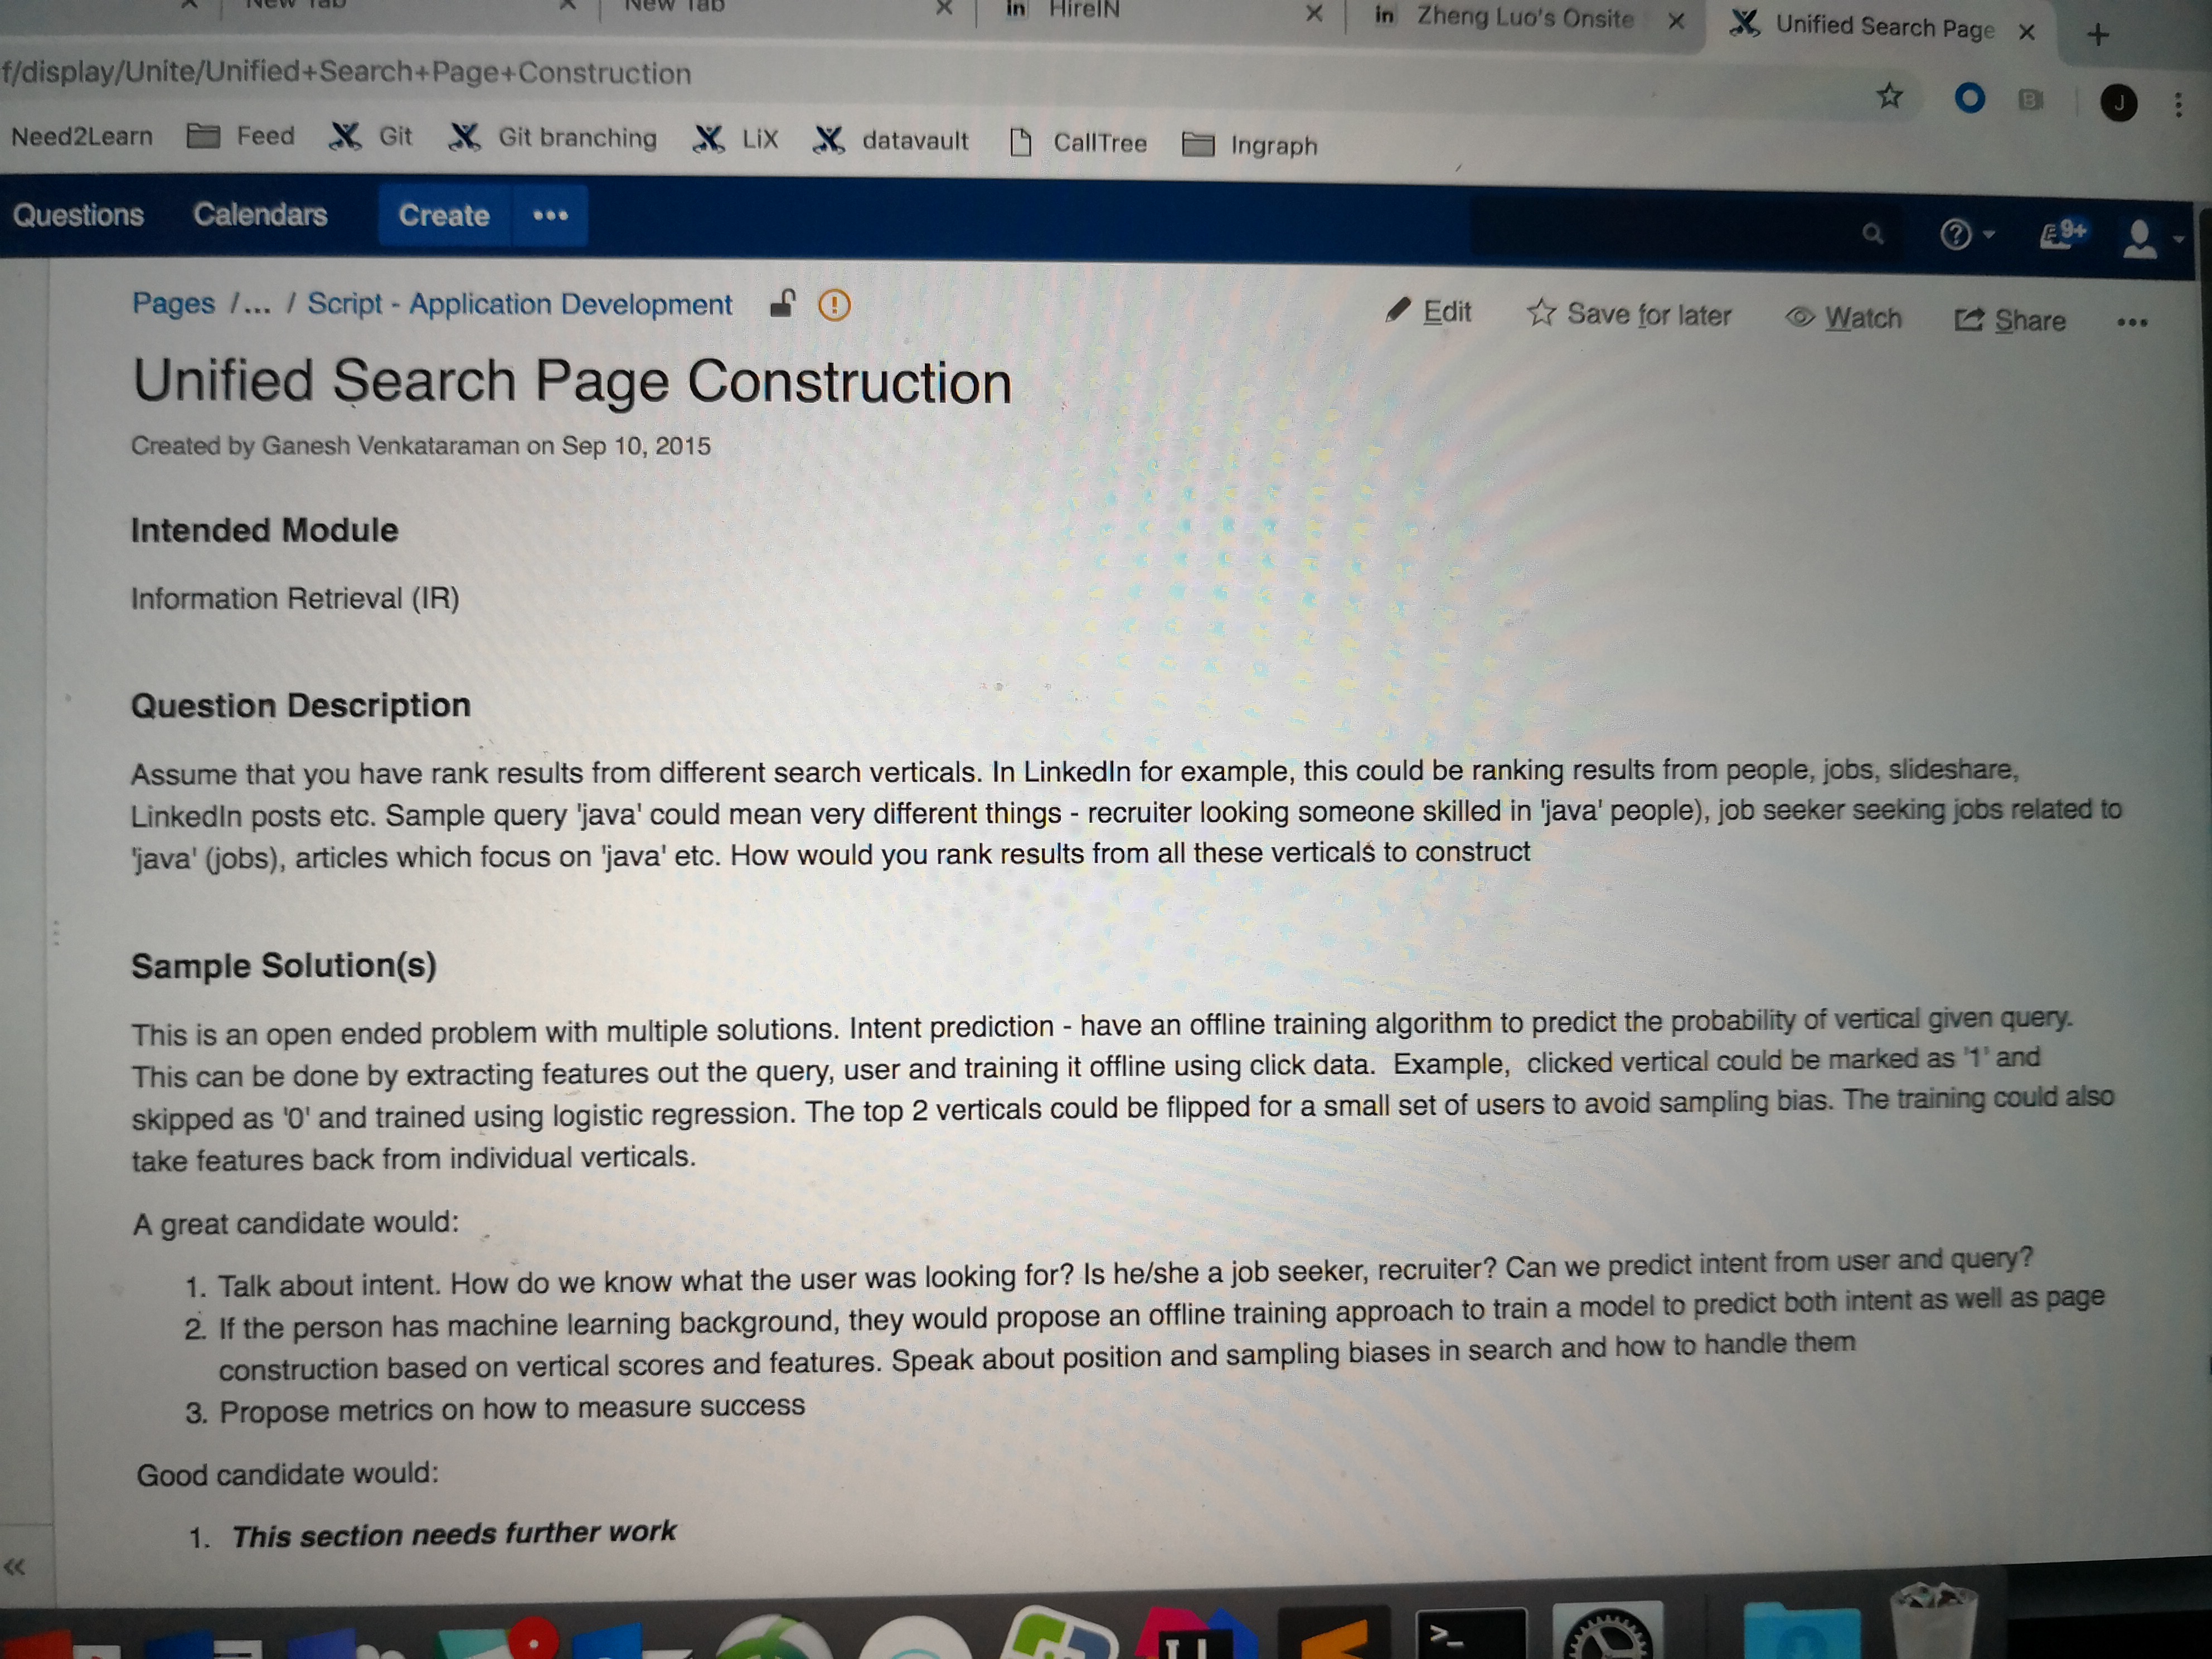 New Tab New Tab in HireIN in Zheng Luo's Onsite Unified Search Page
f/display/Unite/Unified+Search+Page+Construction
Need2Learn Feed Git Git branching LiX datavault CallTree Ingraph
Questions Calendars Create 9+
Pages /... / Script - Application Development Edit Save for later Watch Share
Unified Search Page Construction
Created by Ganesh Venkataraman on Sep 10, 2015
Intended Module
Information Retrieval (IR)
Question Description
Assume that you have rank results from different search verticals. In LinkedIn for example, this could be ranking results from people, jobs, slideshare,
LinkedIn posts etc. Sample query 'java' could mean very different things - recruiter looking someone skilled in 'java' people), job seeker seeking jobs related to
'java' (jobs), articles which focus on 'java' etc. How would you rank results from all these verticals to construct
Sample Solution(s)
This is an open ended problem with multiple solutions. Intent prediction - have an offline training algorithm to predict the probability of vertical given query.
This can be done by extracting features out the query, user and training it offline using click data. Example, clicked vertical could be marked as '1' and
skipped as '0' and trained using logistic regression. The top 2 verticals could be flipped for a small set of users to avoid sampling bias. The training could also
take features back from individual verticals.
A great candidate would:
1. Talk about intent. How do we know what the user was looking for? Is he/she a job seeker, recruiter? Can we predict intent from user and query?
2. If the person has machine learning background, they would propose an offline training approach to train a model to predict both intent as well as page
construction based on vertical scores and features. Speak about position and sampling biases in search and how to handle them
3. Propose metrics on how to measure success
Good candidate would:
1. This section needs further work